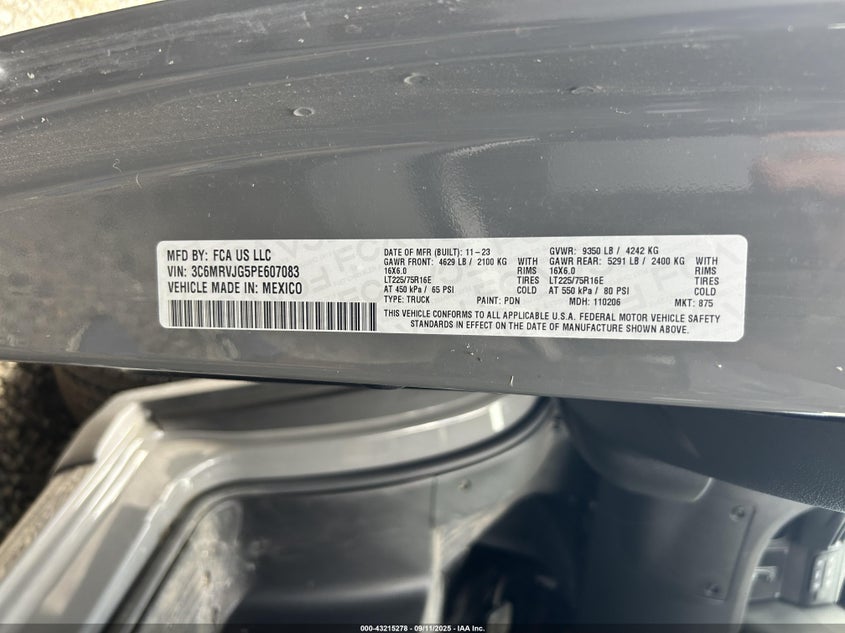 MFD BY: FCA US LLC
VIN: 3C6MRVJG5PE607083
VEHICLE MADE IN: MEXICO
DATE OF MFR (BUILT): 11-23
GAWR FRONT: 4629 LB / 2100 KG WITH
16X6.0 RIMS
LT225/75R16E TIRES
AT 450 kPa / 65 PSI COLD
TYPE: TRUCK PAINT: PDN
GVWR: 9350 LB / 4242 KG
GAWR REAR: 5291 LB / 2400 KG WITH
16X6.0 RIMS
LT225/75R16E TIRES
AT 550 kPa / 80 PSI COLD
MDH: 110206 MKT: 875
THIS VEHICLE CONFORMS TO ALL APPLICABLE U.S.A. FEDERAL MOTOR VEHICLE SAFETY
STANDARDS IN EFFECT ON THE DATE OF MANUFACTURE SHOWN ABOVE.
000-43215278 - 09/11/2025 - IAA Inc.